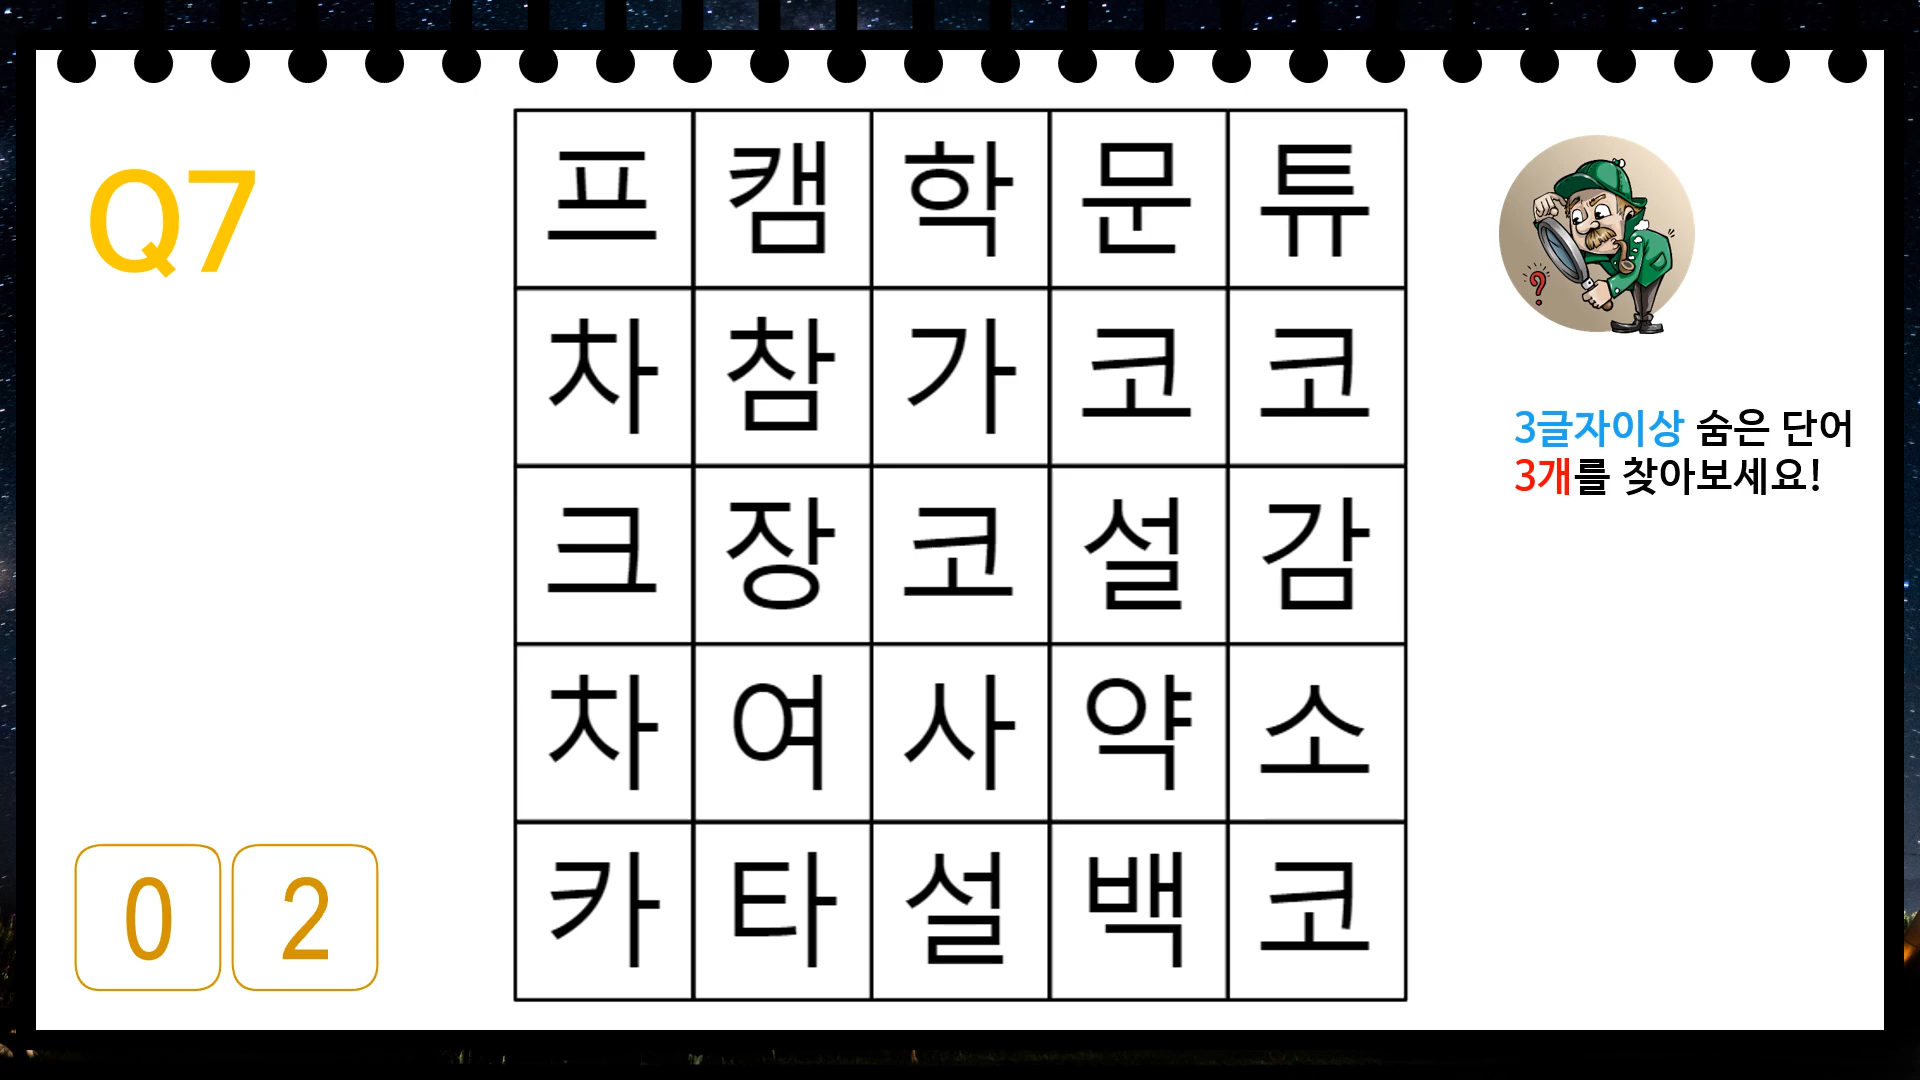 Q7
프 캠 학 문 튜
차 참 가 코 코
크 장 코 설 감
차 여 사 약 소
카 타 설 백 코
3글자이상 숨은 단어
3개를 찾아보세요!
?
0 2